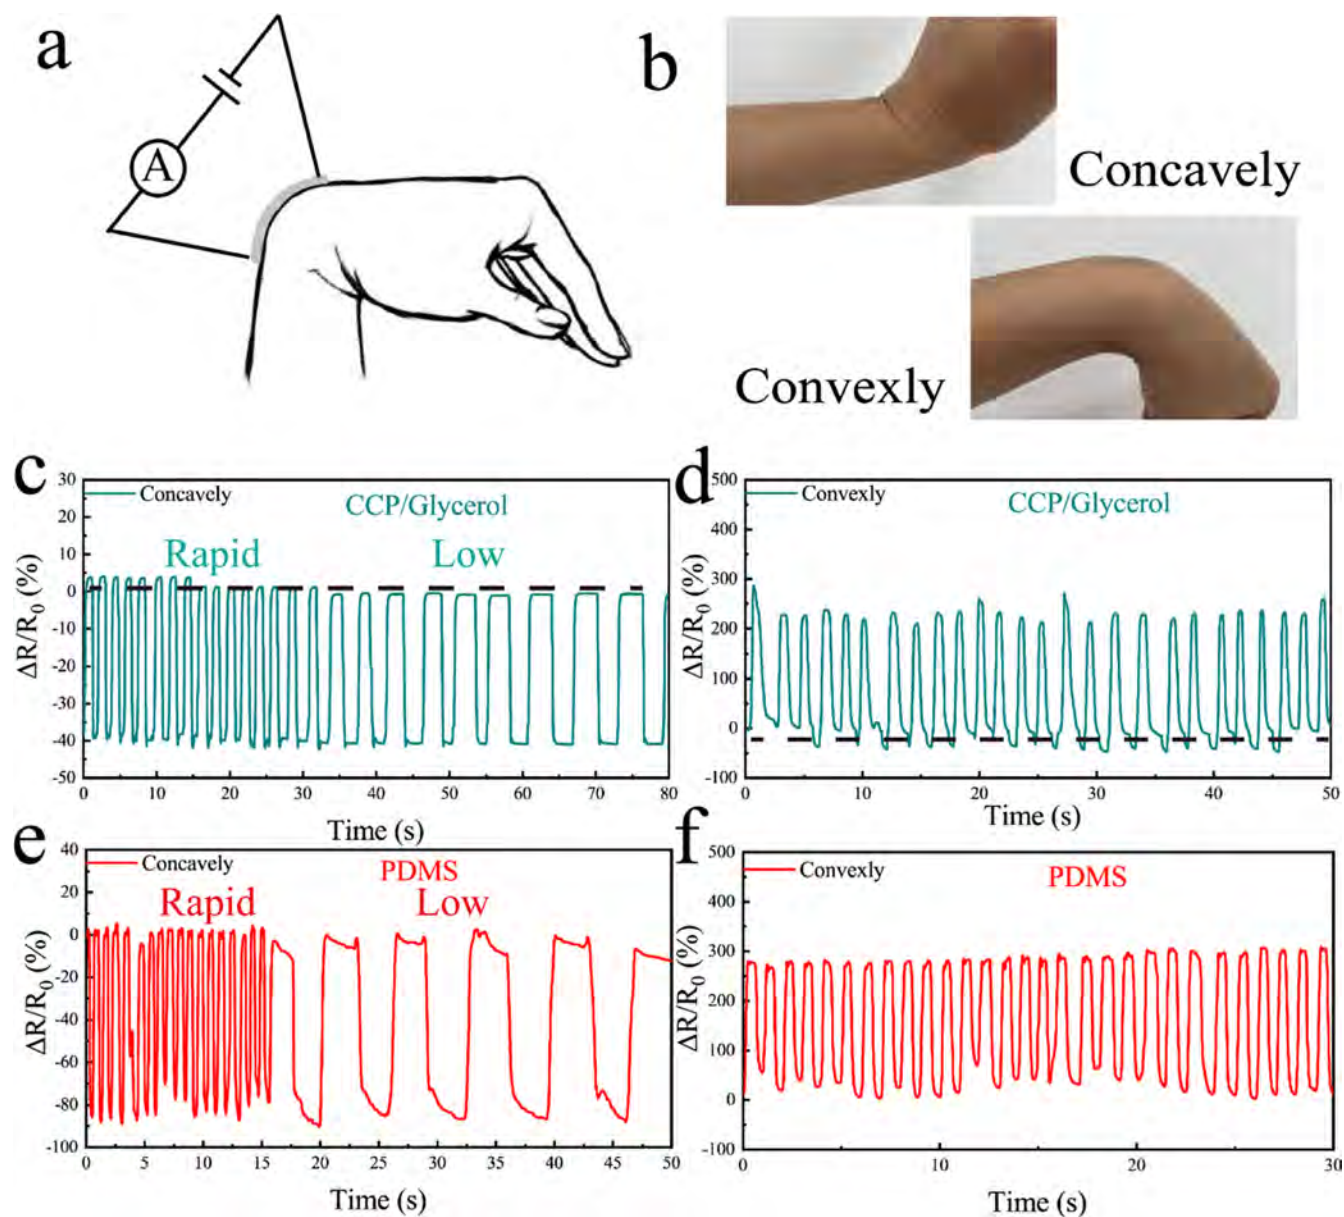 a
A
b
Concavely
Convexly
c
Concavely
CCP/Glycerol
Rapid
Low
ΔR/R₀ (%)
30
20
10
0
-10
-20
-30
-40
-50
0 10 20 30 40 50 60 70 80
Time (s)
d
Convexly
CCP/Glycerol
ΔR/R₀ (%)
500
400
300
200
100
0
-100
0 10 20 30 40 50
Time (s)
e
Concavely
PDMS
Rapid
Low
ΔR/R₀ (%)
40
20
0
-20
-40
-60
-80
-100
0 5 10 15 20 25 30 35 40 45 50
Time (s)
f
Convexly
PDMS
ΔR/R₀ (%)
500
400
300
200
100
0
-100
0 10 20 30
Time (s)